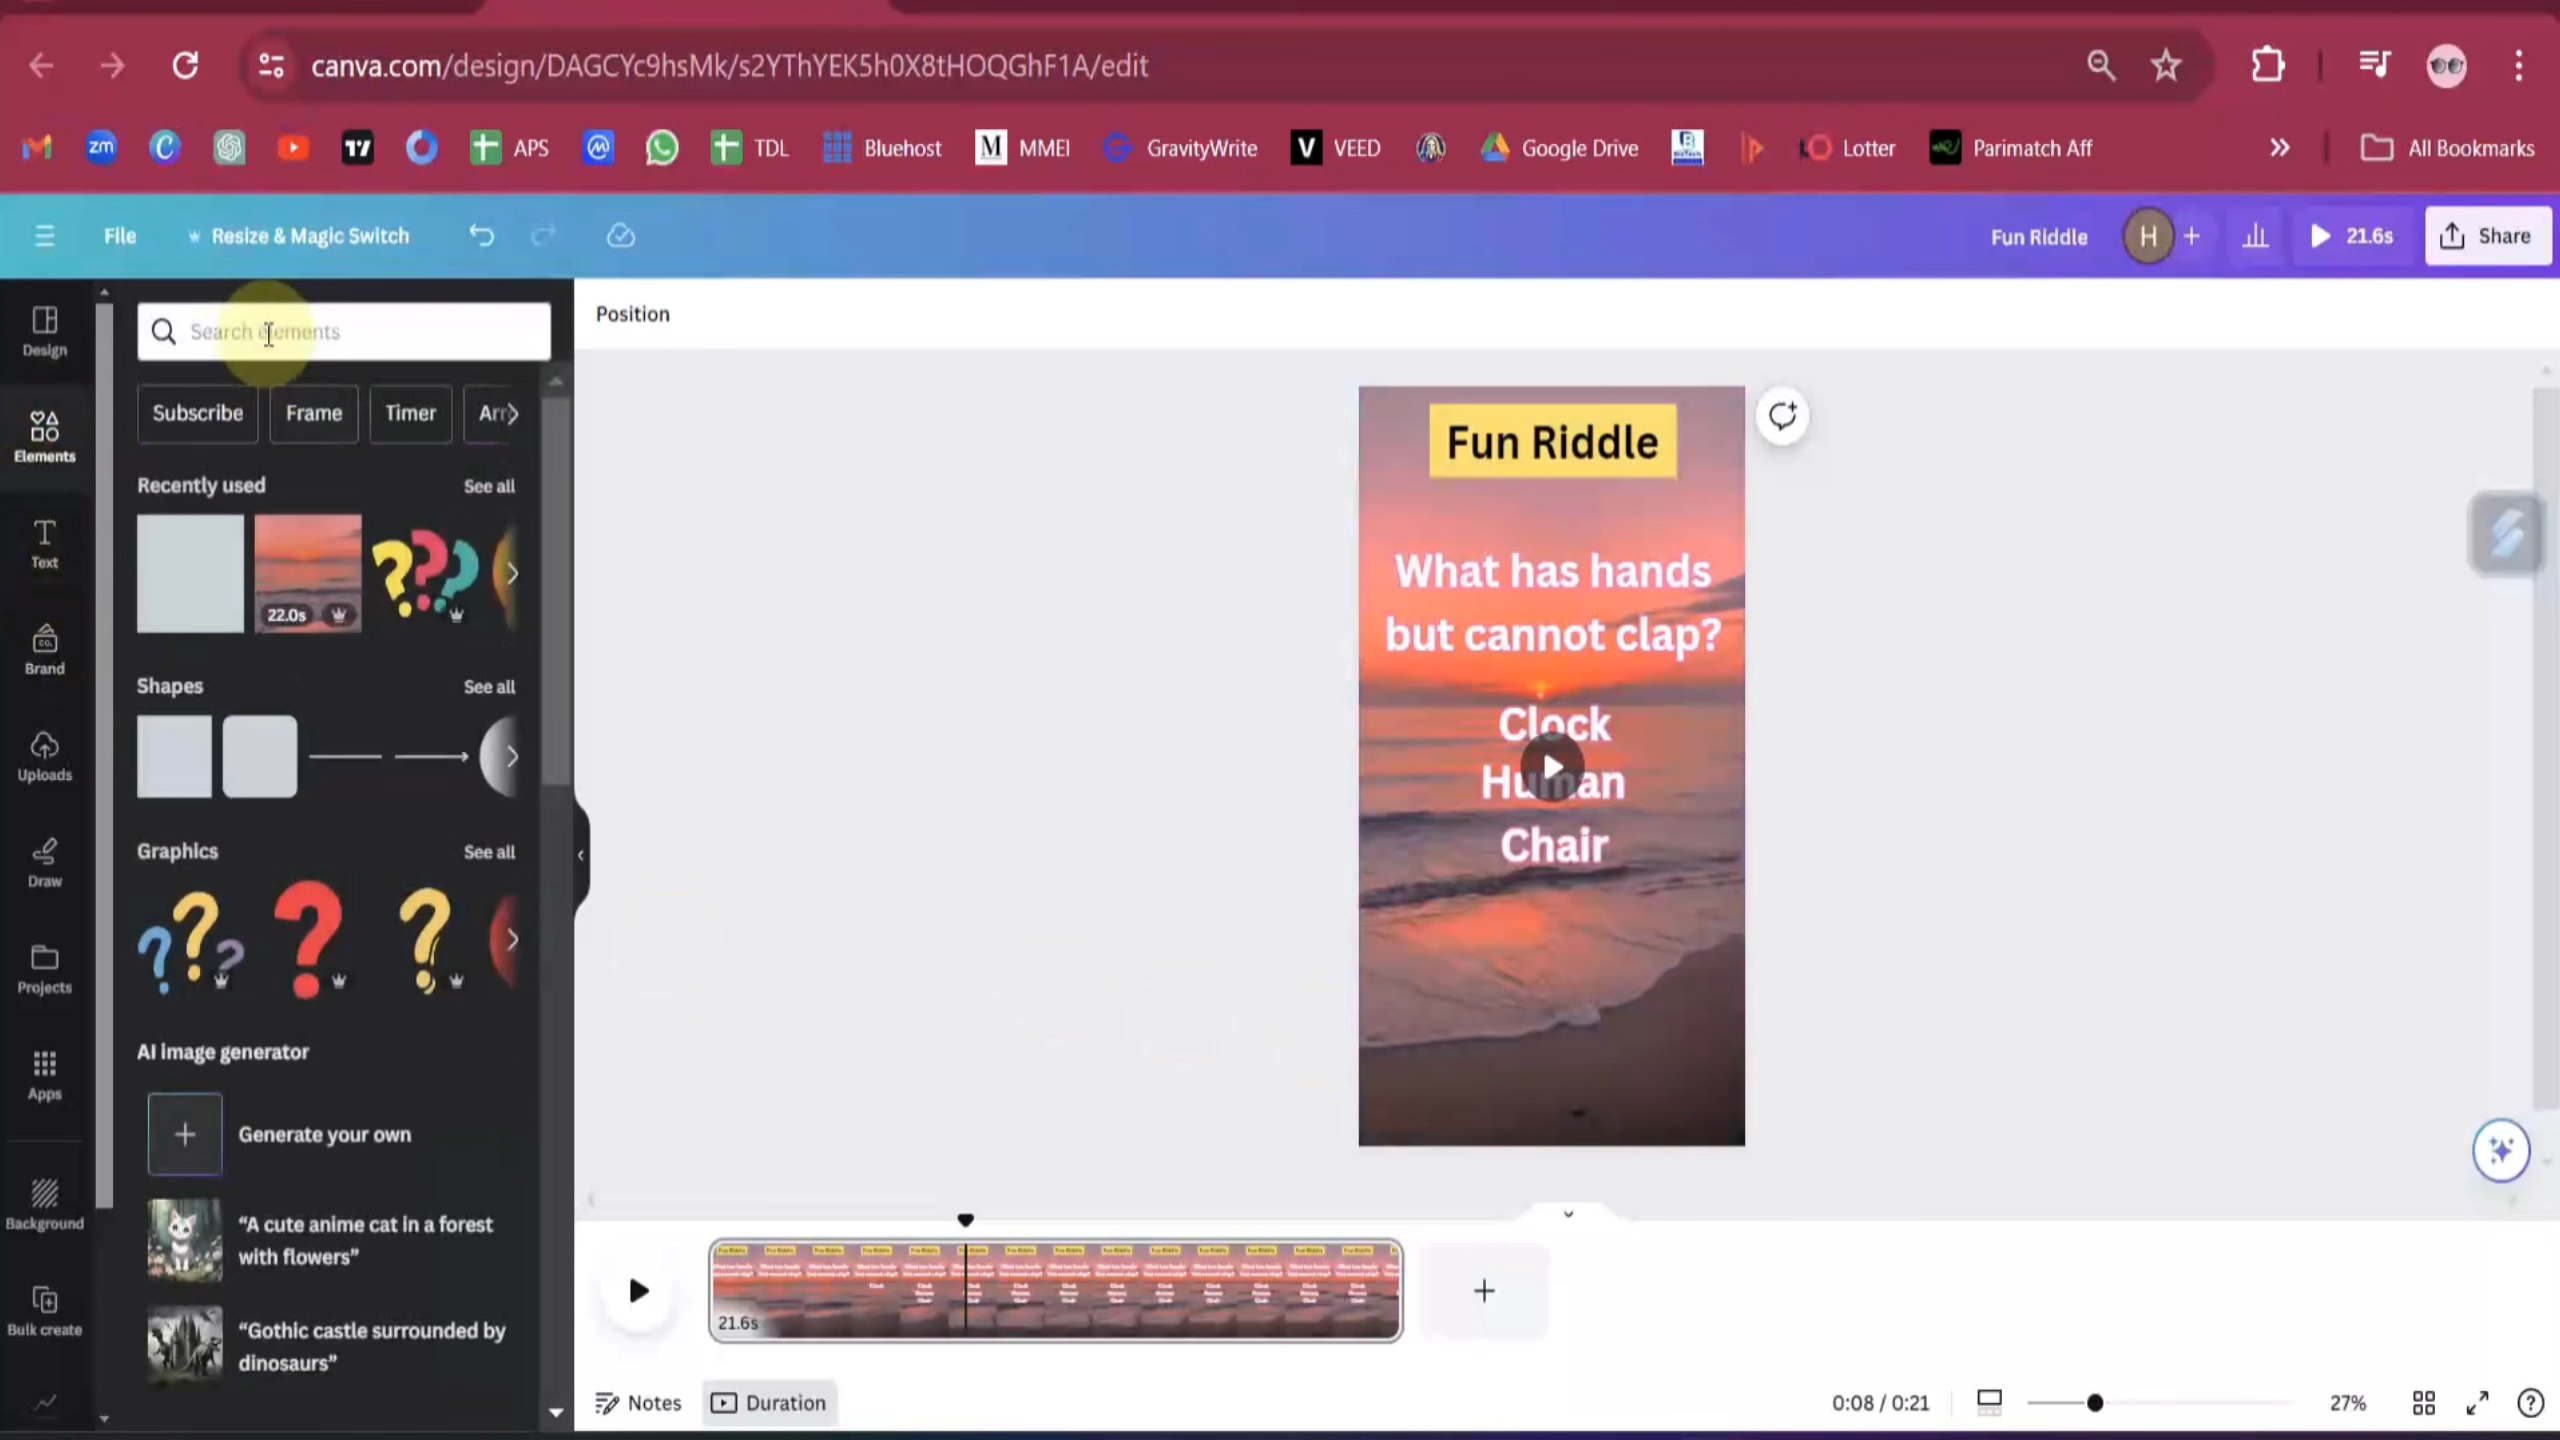 canva.com/design/DAGCYc9hsMk/s2YThYEK5h0X8tHOQGhF1A/edit
zm
APS
TDL
Bluehost
M
MMEI
GravityWrite
V
VEED
Google Drive
Lotter
Parimatch Aff
All Bookmarks
File
Resize & Magic Switch
Fun Riddle
H
21.6s
Share
Design
Elements
Text
Brand
Uploads
Draw
Projects
Apps
Background
Bulk create
Search elements
Subscribe
Frame
Timer
Recently used
See all
22.0s
Shapes
See all
Graphics
See all
AI image generator
Generate your own
“A cute anime cat in a forest
with flowers”
“Gothic castle surrounded by
dinosaurs”
Position
Fun Riddle
What has hands
but cannot clap?
Clock
Human
Chair
21.6s
Notes
Duration
0:08 / 0:21
27%